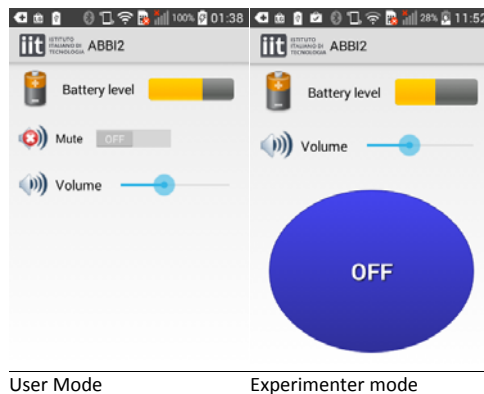 100% 01:38
iit ISTITUTO ITALIANO DI TECNOLOGIA ABBI2
Battery level
Mute OFF
Volume
User Mode
28% 11:52
iit ISTITUTO ITALIANO DI TECNOLOGIA ABBI2
Battery level
Volume
OFF
Experimenter mode